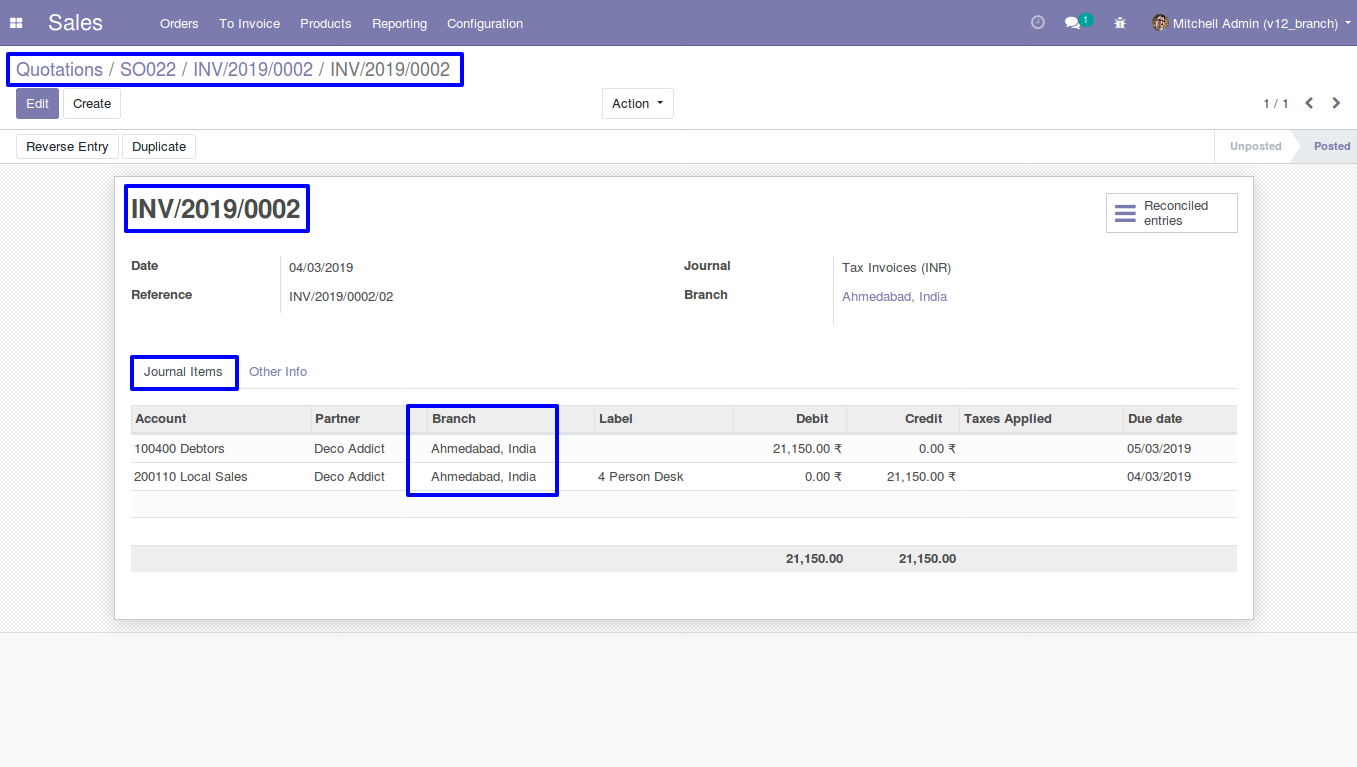 Sales Orders To Invoice Products Reporting Configuration 1 Mitchell Admin (v12_branch)
Quotations / SO022 / INV/2019/0002 / INV/2019/0002
Edit Create Action 1 / 1
Reverse Entry Duplicate Unposted Posted
INV/2019/0002
Reconciled
entries
Date 04/03/2019 Journal Tax Invoices (INR)
Reference INV/2019/0002/02 Branch Ahmedabad, India
Journal Items Other Info
Account Partner Branch Label Debit Credit Taxes Applied Due date
100400 Debtors Deco Addict Ahmedabad, India 21,150.00 ₹ 0.00 ₹ 05/03/2019
200110 Local Sales Deco Addict Ahmedabad, India 4 Person Desk 0.00 ₹ 21,150.00 ₹ 04/03/2019
21,150.00 21,150.00